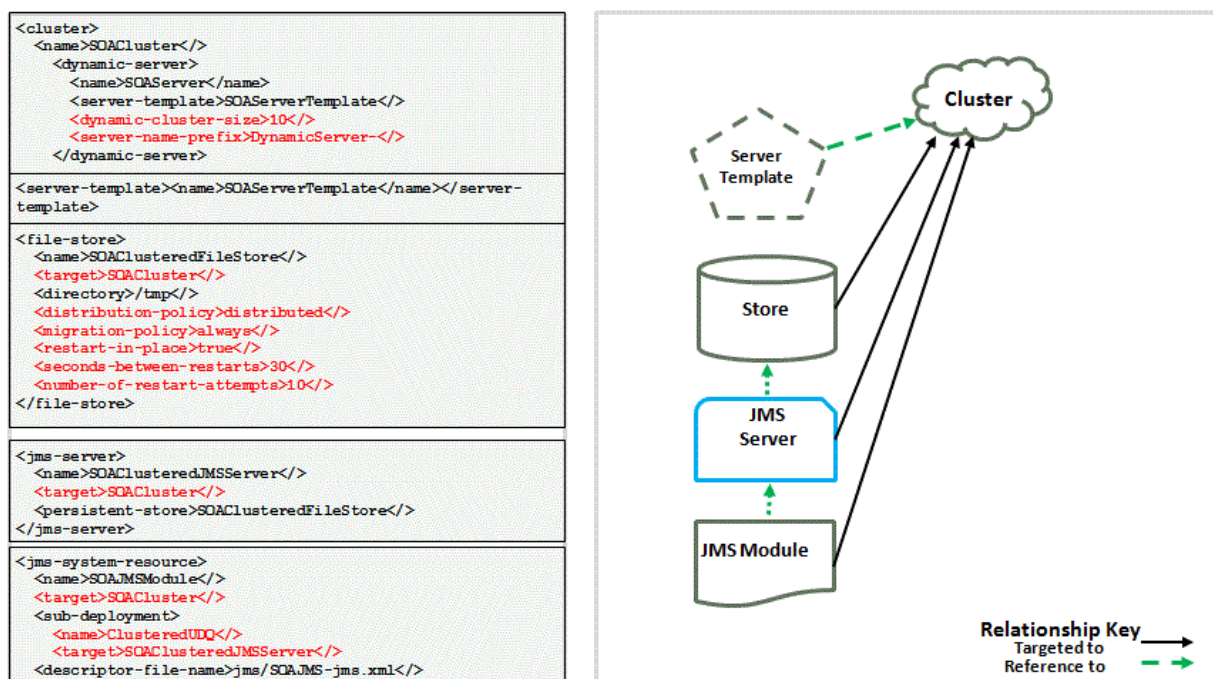 <cluster>
<name>SOACluster</>
<dynamic-server>
<name>SOAServer</name>
<server-template>SOAServerTemplate</>
<dynamic-cluster-size>10</>
<server-name-prefix>DynamicServer-</>
</dynamic-server>
<server-template><name>SOAServerTemplate</name></server-
template>
<file-store>
<name>SOAClusteredFileStore</>
<target>SOACluster</>
<directory>/tmp</>
<distribution-policy>distributed</>
<migration-policy>always</>
<restart-in-place>true</>
<seconds-between-restarts>30</>
<number-of-restart-attempts>10</>
</file-store>
<jms-server>
<name>SOAClusteredJMSServer</>
<target>SOACluster</>
<persistent-store>SOAClusteredFileStore</>
</jms-server>
<jms-system-resource>
<name>SOAJMSModule</>
<target>SOACluster</>
<sub-deployment>
<name>ClusteredUDQ</>
<target>SOAClusteredJMSServer</>
<descriptor-file-name>jms/SOAJMS-jms.xml</>
Cluster
Server
Template
Store
JMS
Server
JMS Module
Relationship Key
Targeted to
Reference to